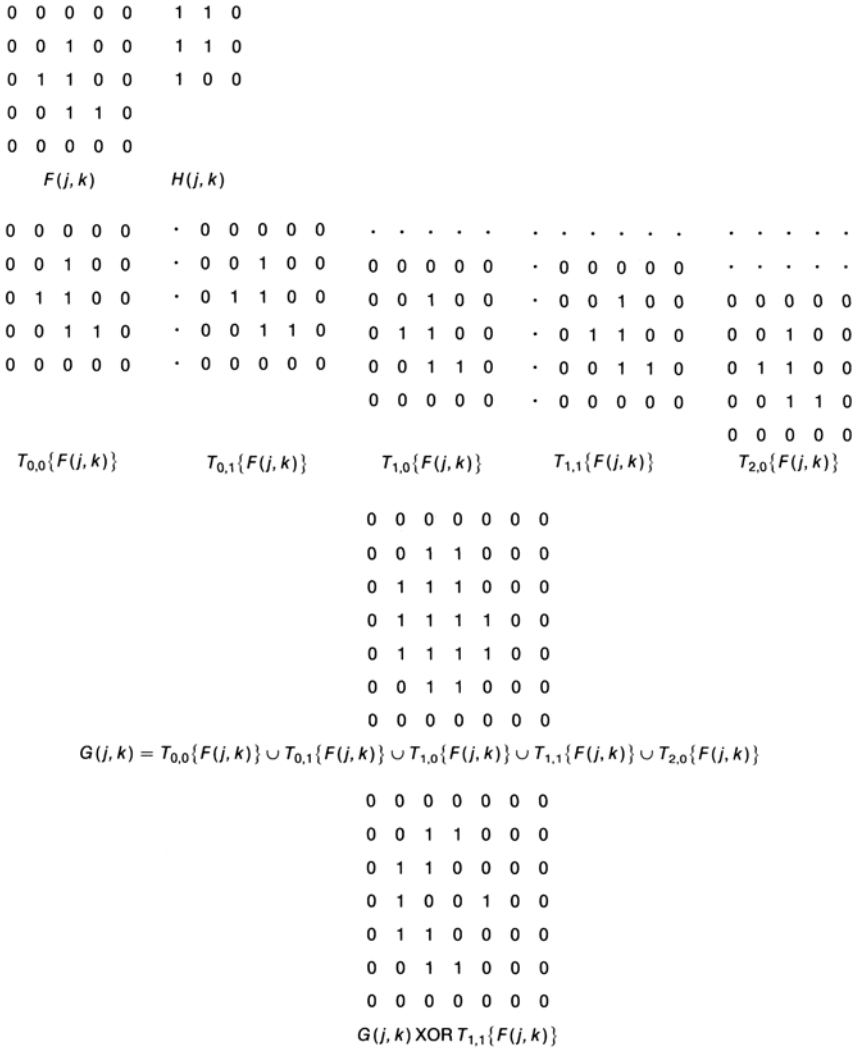 0 0 0 0 0 1 1 0
0 0 1 0 0 1 1 0
0 1 1 0 0 1 0 0
0 0 1 1 0
0 0 0 0 0
F(j, k) H(j, k)
0 0 0 0 0 · 0 0 0 0 0 · · · · · · · · · · · · · · · ·
0 0 1 0 0 · 0 0 1 0 0 0 0 0 0 0 · 0 0 0 0 0 · · · · ·
0 1 1 0 0 · 0 1 1 0 0 0 0 1 0 0 · 0 0 1 0 0 0 0 0 0 0
0 0 1 1 0 · 0 0 1 1 0 0 1 1 0 0 · 0 1 1 0 0 0 0 1 0 0
0 0 0 0 0 · 0 0 0 0 0 0 0 1 1 0 · 0 0 1 1 0 0 1 1 0 0
0 0 0 0 0 · 0 0 0 0 0 0 0 1 1 0
0 0 0 0 0
T0,0{F(j, k)} T0,1{F(j, k)} T1,0{F(j, k)} T1,1{F(j, k)} T2,0{F(j, k)}
0 0 0 0 0 0 0
0 0 1 1 0 0 0
0 1 1 1 0 0 0
0 1 1 1 1 0 0
0 1 1 1 1 0 0
0 0 1 1 0 0 0
0 0 0 0 0 0 0
G(j, k) = T0,0{F(j, k)} ∪ T0,1{F(j, k)} ∪ T1,0{F(j, k)} ∪ T1,1{F(j, k)} ∪ T2,0{F(j, k)}
0 0 0 0 0 0 0
0 0 1 1 0 0 0
0 1 1 0 0 0 0
0 1 0 0 1 0 0
0 1 1 0 0 0 0
0 0 1 1 0 0 0
0 0 0 0 0 0 0
G(j, k) XOR T1,1{F(j, k)}